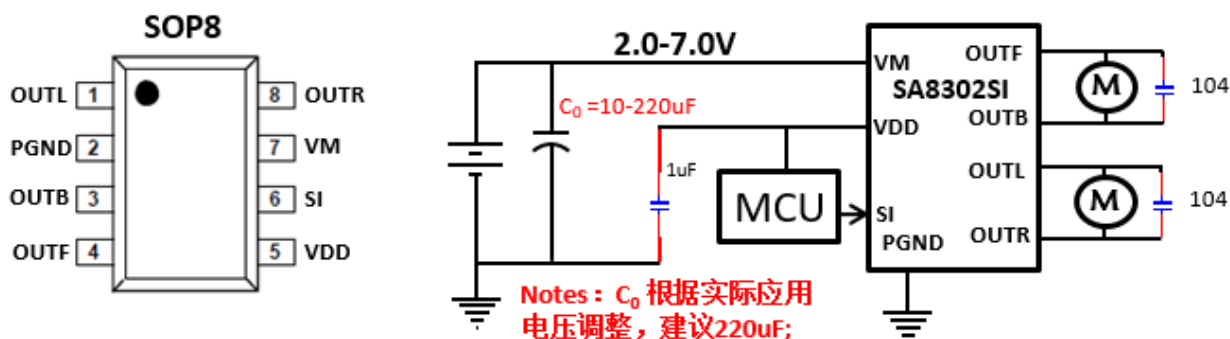 SOP8
OUTL 1 8 OUTR
PGND 2 7 VM
OUTB 3 6 SI
OUTF 4 5 VDD
2.0-7.0V
C₀ =10-220uF
1uF
MCU
VM
VDD
SI
PGND
SA8302SI
OUTF
OUTB
OUTL
OUTR
M
104
M
104
Notes：C₀ 根据实际应用
电压调整，建议220uF;